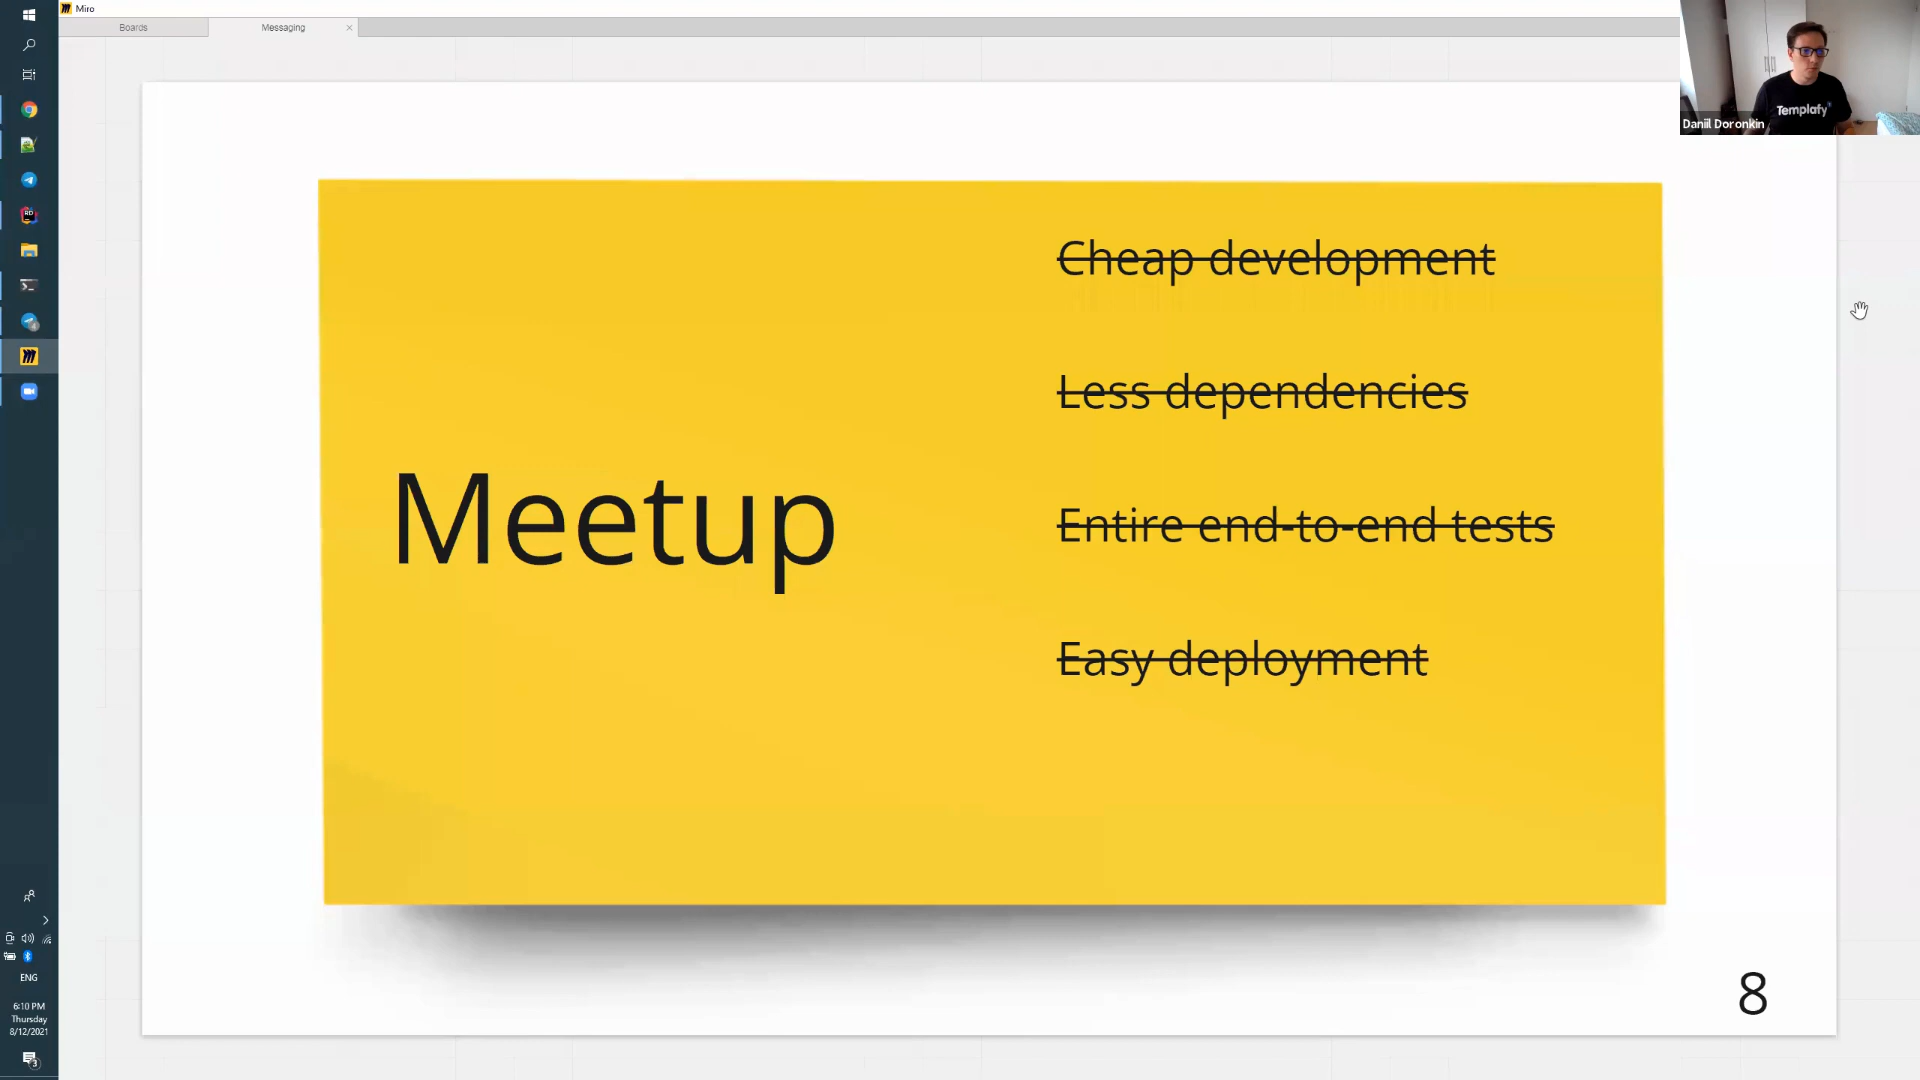 Miro
Boards
Messaging
Templafy
Daniil Doronkin
Cheap development
Less dependencies
Meetup
Entire end-to-end tests
Easy deployment
8
ENG
6:10 PM
Thursday
8/12/2021